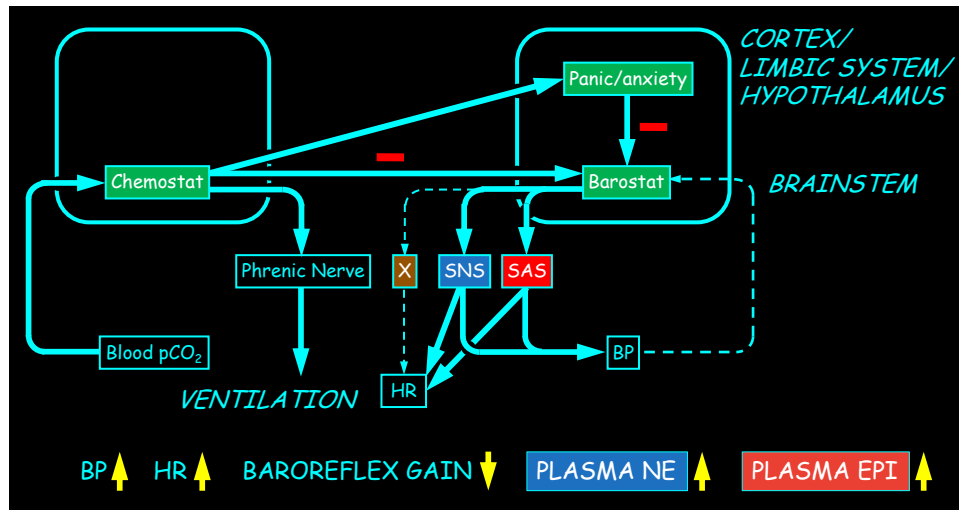 CORTEX/
LIMBIC SYSTEM/
HYPOTHALAMUS
Panic/anxiety
Chemostat
Barostat
BRAINSTEM
Phrenic Nerve
X
SNS
SAS
Blood pCO₂
BP
VENTILATION
HR
BP HR BAROREFLEX GAIN PLASMA NE PLASMA EPI